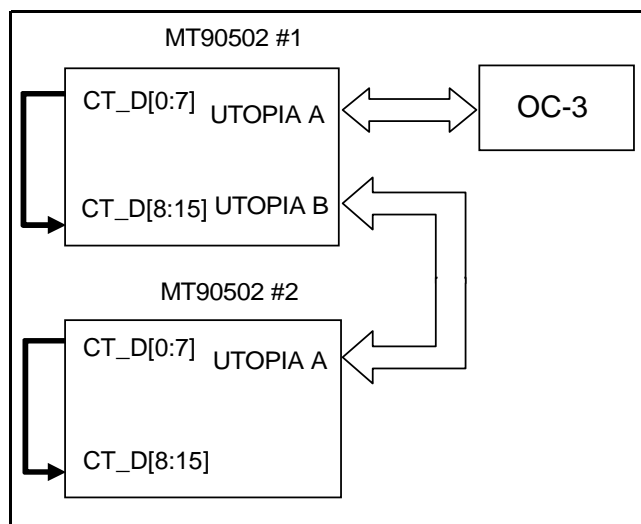 MT90502 #1
CT_D[0:7]
UTOPIA A
OC-3
CT_D[8:15]
UTOPIA B
MT90502 #2
CT_D[0:7]
UTOPIA A
CT_D[8:15]